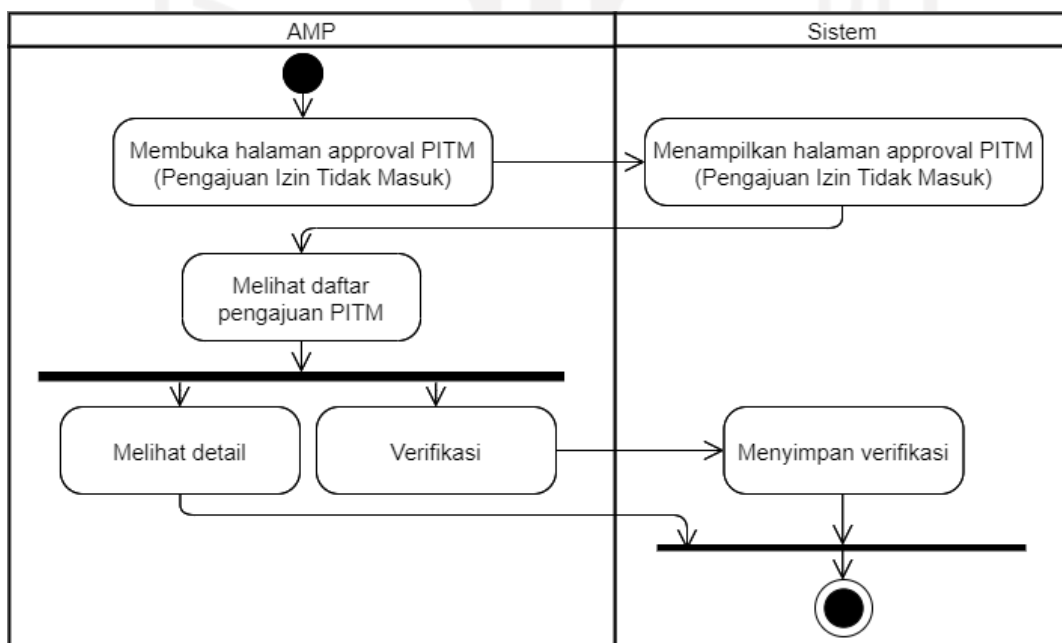 AMP
Sistem
Membuka halaman approval PITM
(Pengajuan Izin Tidak Masuk)
Menampilkan halaman approval PITM
(Pengajuan Izin Tidak Masuk)
Melihat daftar
pengajuan PITM
Melihat detail
Verifikasi
Menyimpan verifikasi